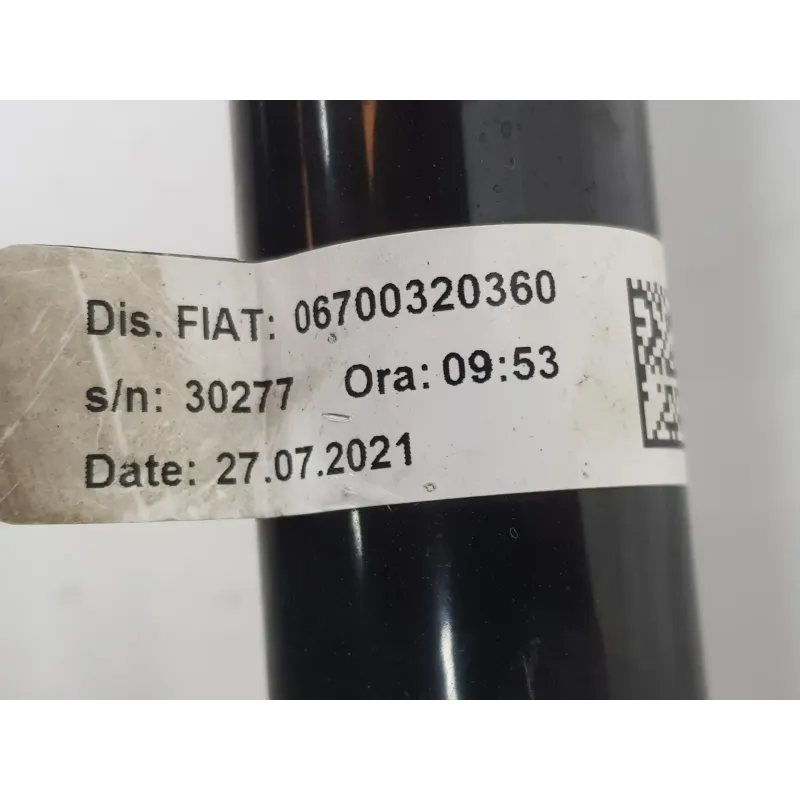 Dis. FIAT: 06700320360
s/n: 30277 Ora: 09:53
Date: 27.07.2021